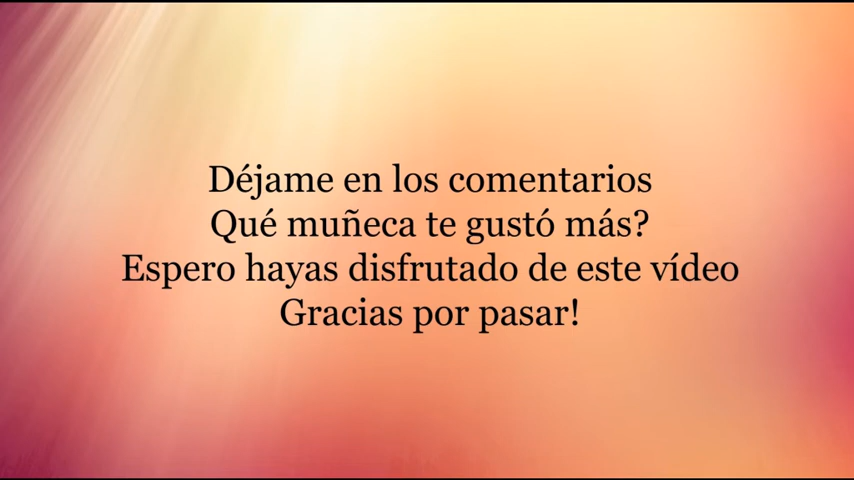 Déjame en los comentarios
Qué muñeca te gustó más?
Espero hayas disfrutado de este vídeo
Gracias por pasar!